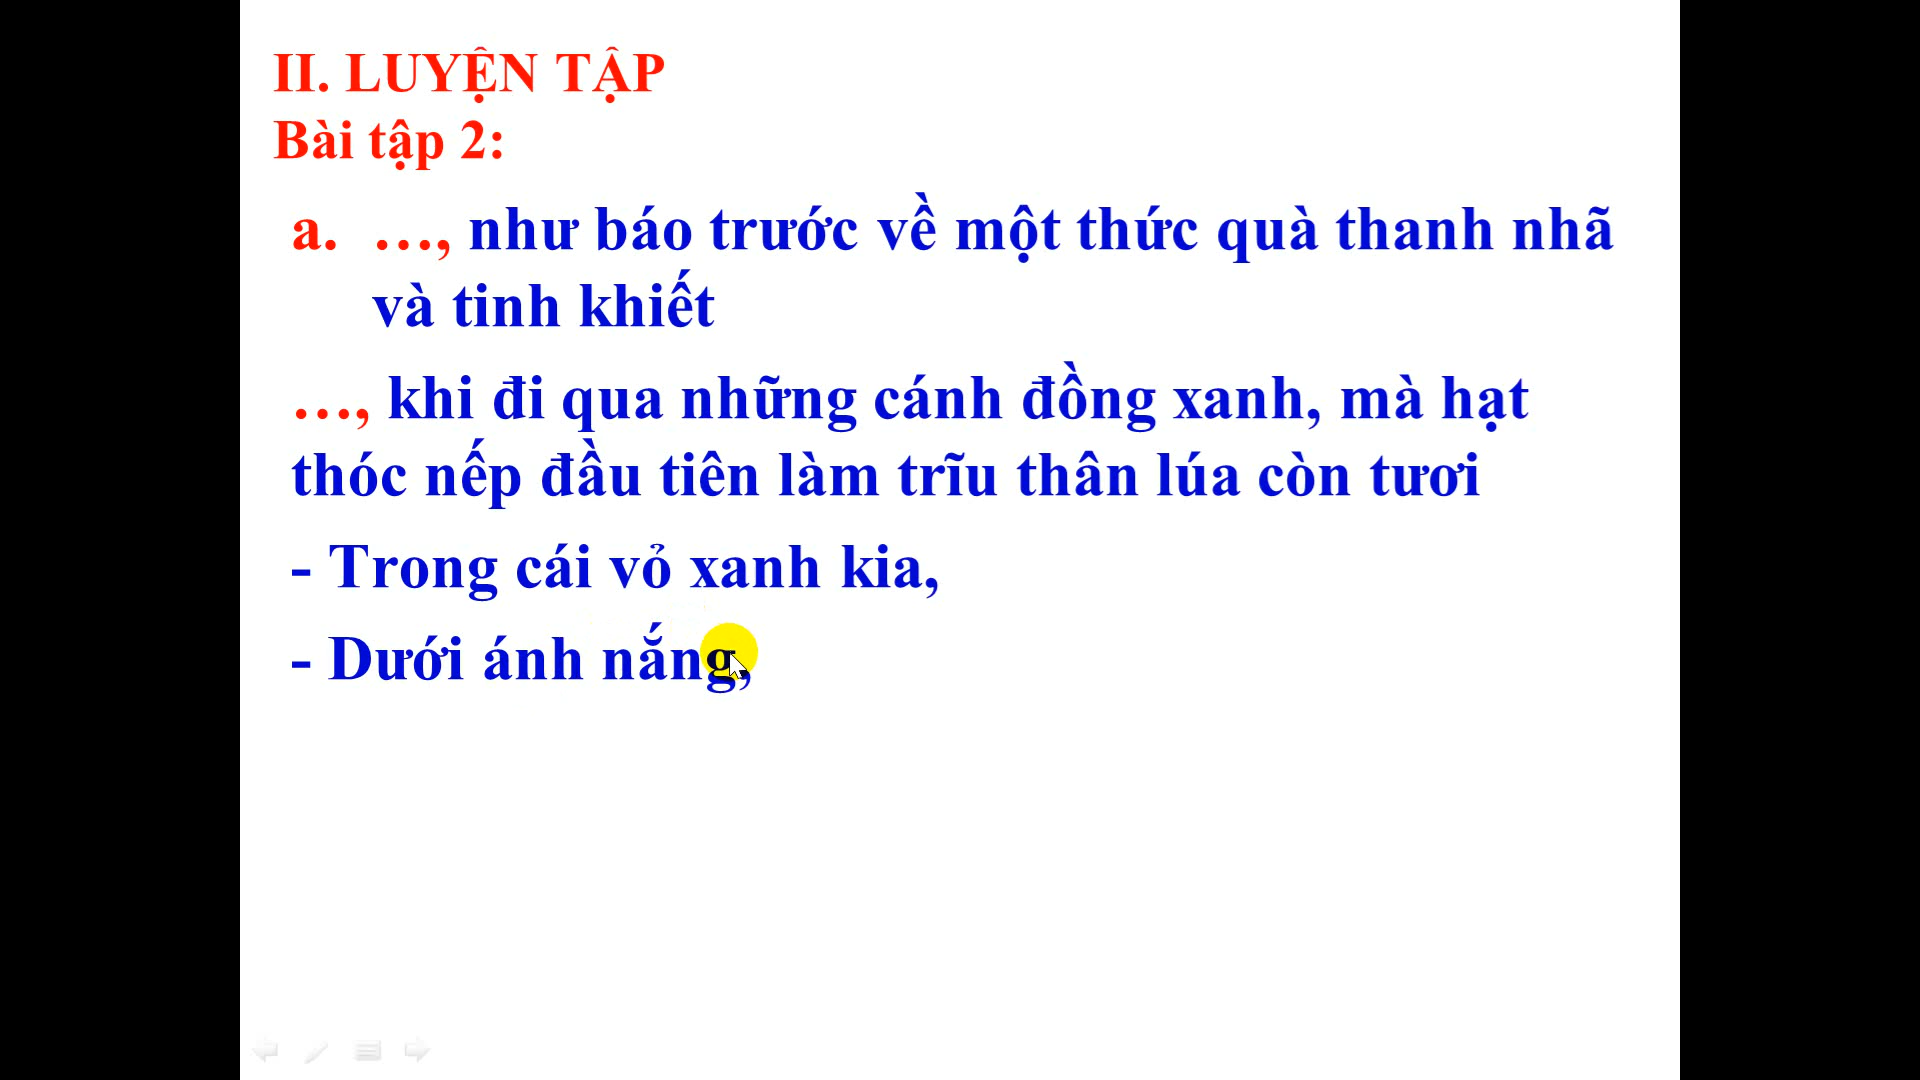 II. LUYỆN TẬP
Bài tập 2:
a. …, như báo trước về một thức quà thanh nhã
và tinh khiết
…, khi đi qua những cánh đồng xanh, mà hạt
thóc nếp đầu tiên làm trĩu thân lúa còn tươi
- Trong cái vỏ xanh kia,
- Dưới ánh nắng,